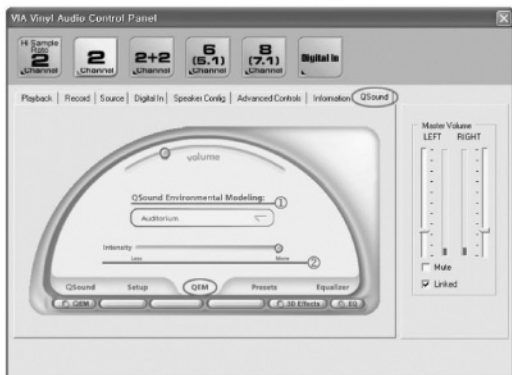 VIA Vinyl Audio Control Panel
Hi Sample
Rate
2
Channel
2
Channel
2+2
Channel
6
(5.1)
Channel
8
(7.1)
Channel
Digital In
Playback | Record | Source | Digital In | Speaker Config | Advanced Controls | Information | QSound
Master Volume
LEFT RIGHT
volume
QSound Environmental Modeling: ①
Auditorium
Intensity
Less More ②
Mute
Linked
QSound Setup QEM Presets Equalizer
QEM 3D Effects EQ